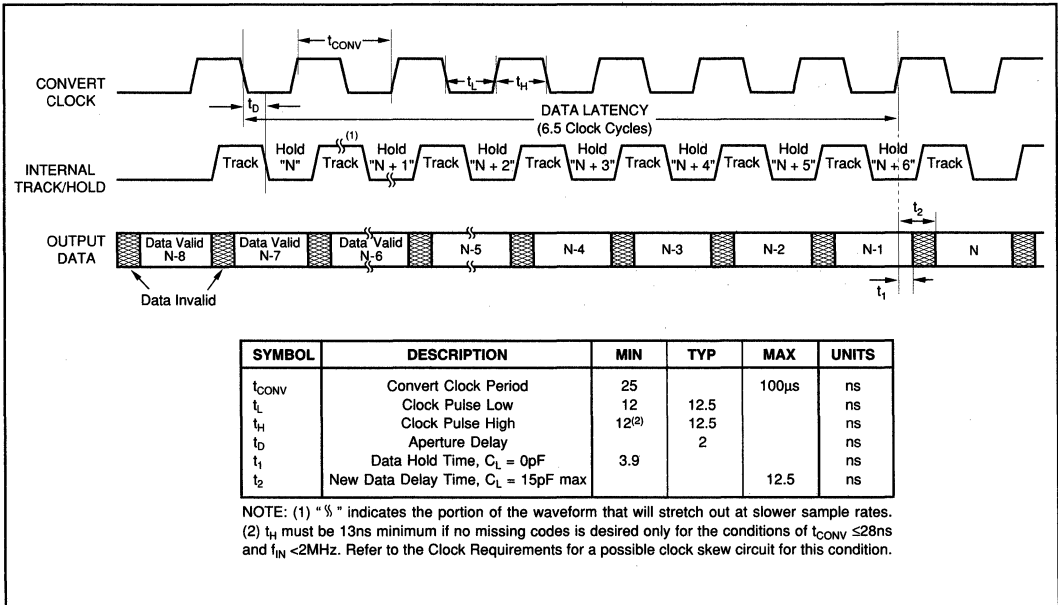 tCONV
CONVERT
CLOCK
tL
tH
tD
DATA LATENCY
(6.5 Clock Cycles)
(1)
INTERNAL
TRACK/HOLD
Track Hold "N" Track Hold "N + 1" Track Hold "N + 2" Track Hold "N + 3" Track Hold "N + 4" Track Hold "N + 5" Track Hold "N + 6" Track
t2
OUTPUT
DATA
Data Valid N-8 Data Valid N-7 Data Valid N-6 N-5 N-4 N-3 N-2 N-1 N
Data Invalid
t1
SYMBOL DESCRIPTION MIN TYP MAX UNITS
tCONV Convert Clock Period 25 100µs ns
tL Clock Pulse Low 12 12.5 ns
tH Clock Pulse High 12(2) 12.5 ns
tD Aperture Delay 2 ns
t1 Data Hold Time, CL = 0pF 3.9 ns
t2 New Data Delay Time, CL = 15pF max 12.5 ns
NOTE: (1) "⸾" indicates the portion of the waveform that will stretch out at slower sample rates.
(2) tH must be 13ns minimum if no missing codes is desired only for the conditions of tCONV ≤28ns
and fIN <2MHz. Refer to the Clock Requirements for a possible clock skew circuit for this condition.